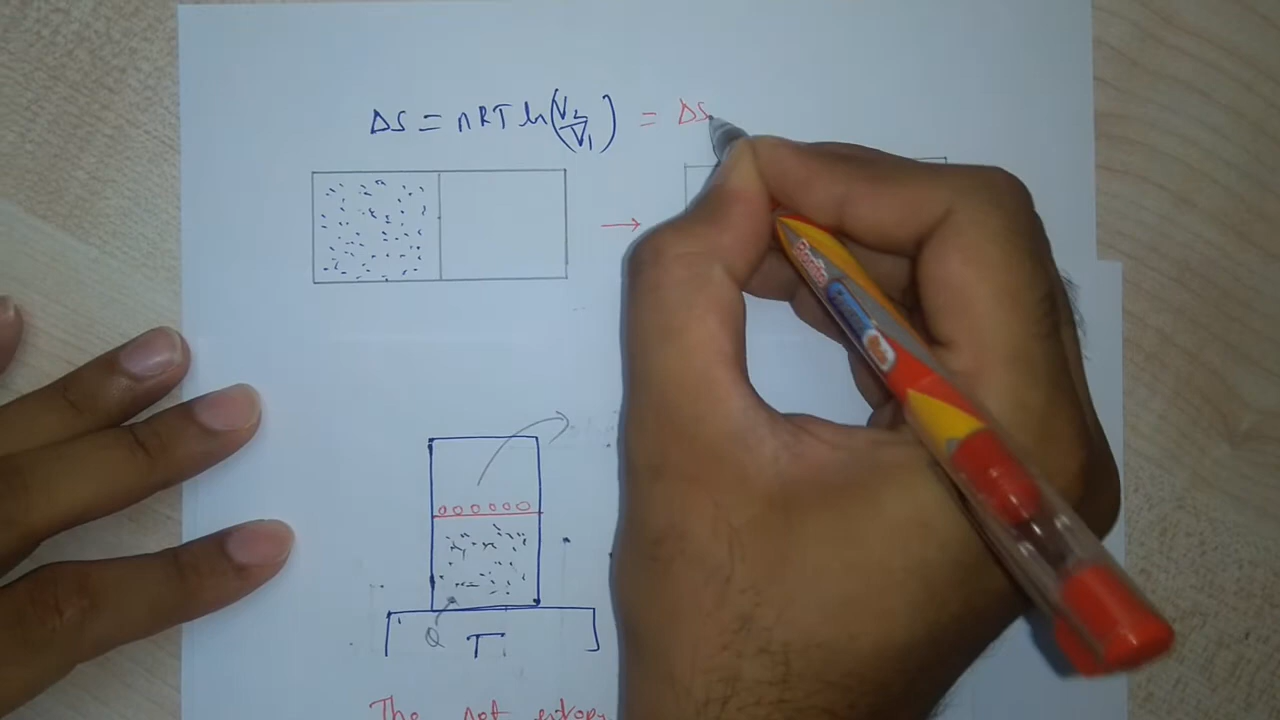 ΔS = nRT ln(V₂/V₁) = ΔS
Q
T
The net entropy